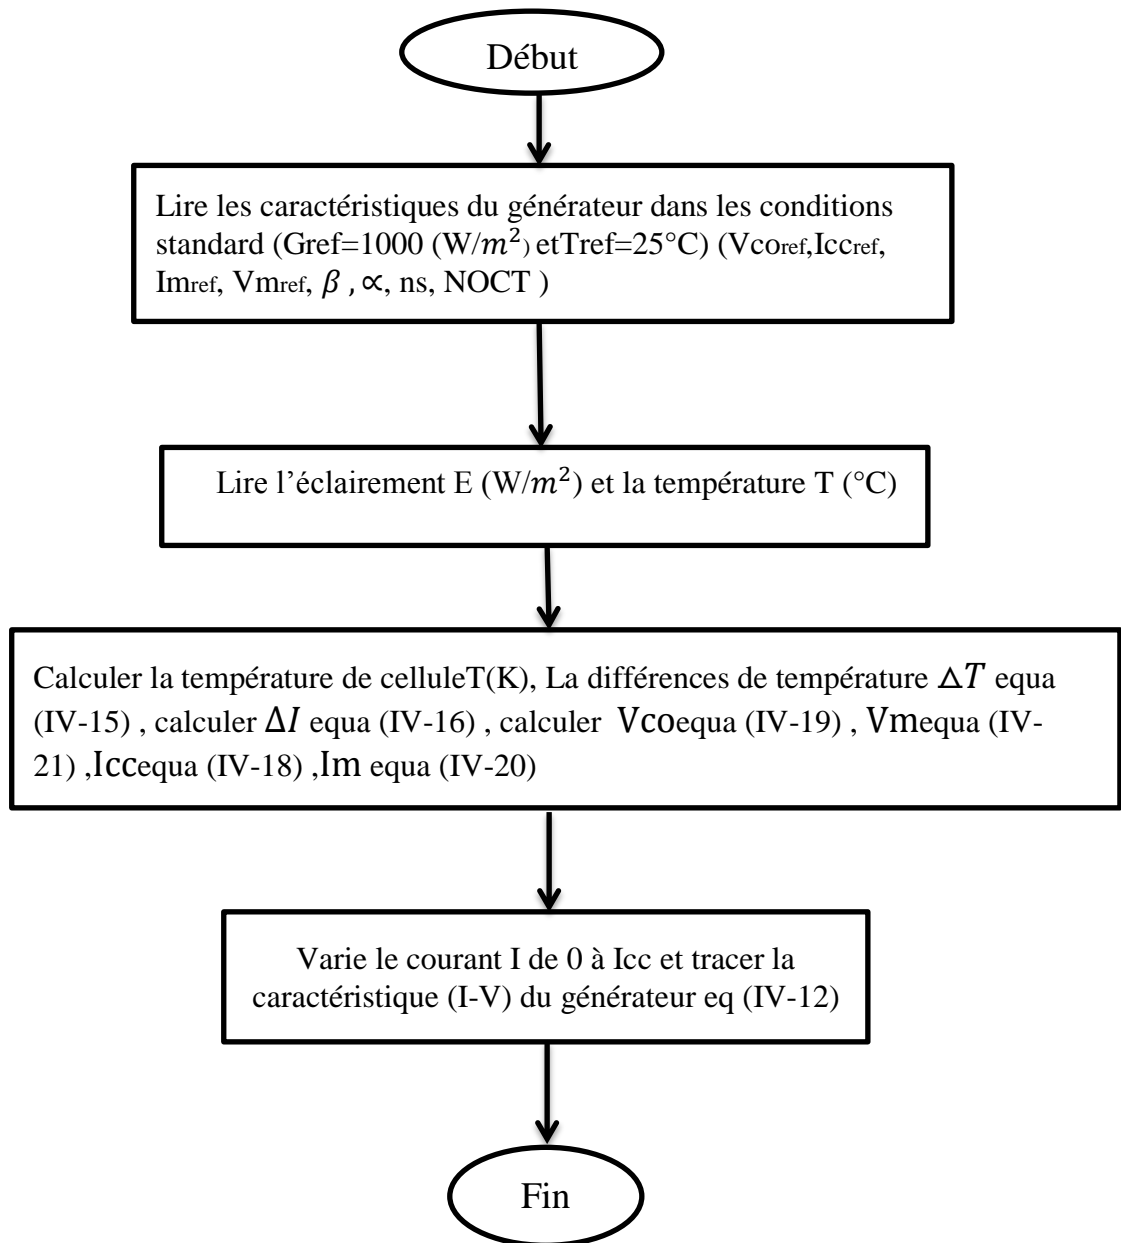 Début
Lire les caractéristiques du générateur dans les conditions
standard (Gref=1000 (W/m²) etTref=25°C) (Vcoref,Iccref,
Imref, Vmref, β , ∝, ns, NOCT )
Lire l’éclairement E (W/m²) et la température T (°C)
Calculer la température de celluleT(K), La différences de température ΔT equa
(IV-15) , calculer ΔI equa (IV-16) , calculer Vcoequa (IV-19) , Vmequa (IV-
21) ,Iccequa (IV-18) ,Im equa (IV-20)
Varie le courant I de 0 à Icc et tracer la
caractéristique (I-V) du générateur eq (IV-12)
Fin